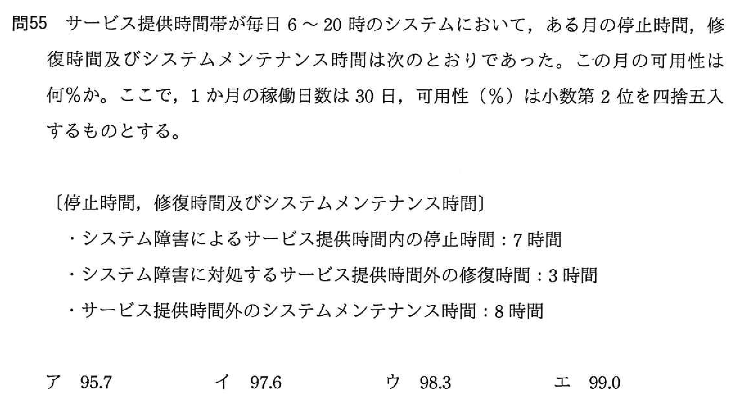 問55　サービス提供時間帯が毎日 6 ～ 20 時のシステムにおいて，ある月の停止時間，修
復時間及びシステムメンテナンス時間は次のとおりであった。この月の可用性は
何％か。ここで，1 か月の稼働日数は 30 日，可用性（％）は小数第 2 位を四捨五入
するものとする。
〔停止時間，修復時間及びシステムメンテナンス時間〕
・システム障害によるサービス提供時間内の停止時間：7 時間
・システム障害に対処するサービス提供時間外の修復時間：3 時間
・サービス提供時間外のシステムメンテナンス時間：8 時間
ア　95.7　　イ　97.6　　ウ　98.3　　エ　99.0